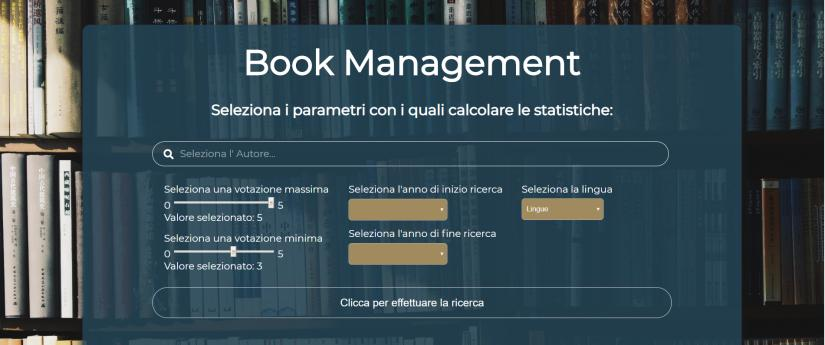 Book Management
Seleziona i parametri con i quali calcolare le statistiche:
Seleziona l' Autore...
Seleziona una votazione massima
0 5
Valore selezionato: 5
Seleziona una votazione minima
0 5
Valore selezionato: 3
Seleziona l'anno di inizio ricerca
Seleziona l'anno di fine ricerca
Seleziona la lingua
Lingue
Clicca per effettuare la ricerca